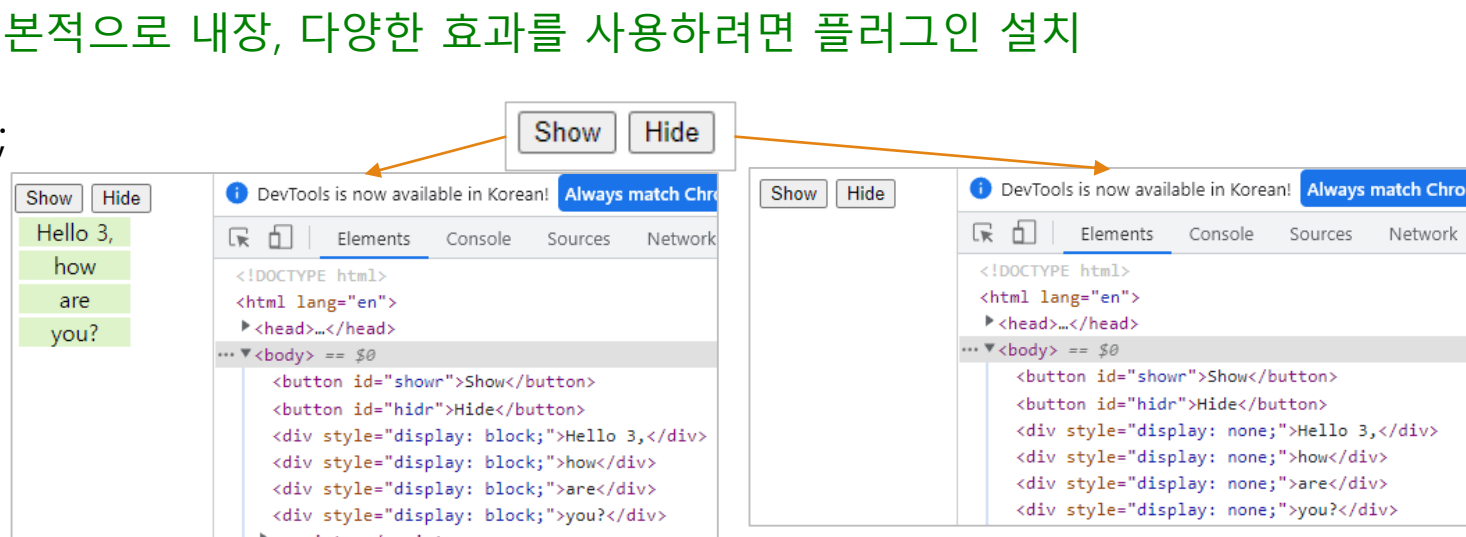 본적으로 내장, 다양한 효과를 사용하려면 플러그인 설치
;
Show Hide
Show Hide
Hello 3,
how
are
you?
DevTools is now available in Korean! Always match Chro
Elements Console Sources Network
<!DOCTYPE html>
<html lang="en">
<head>…</head>
<body> == $0
<button id="showr">Show</button>
<button id="hidr">Hide</button>
<div style="display: block;">Hello 3,</div>
<div style="display: block;">how</div>
<div style="display: block;">are</div>
<div style="display: block;">you?</div>
Show Hide
DevTools is now available in Korean! Always match Chro
Elements Console Sources Network
<!DOCTYPE html>
<html lang="en">
<head>…</head>
<body> == $0
<button id="showr">Show</button>
<button id="hidr">Hide</button>
<div style="display: none;">Hello 3,</div>
<div style="display: none;">how</div>
<div style="display: none;">are</div>
<div style="display: none;">you?</div>